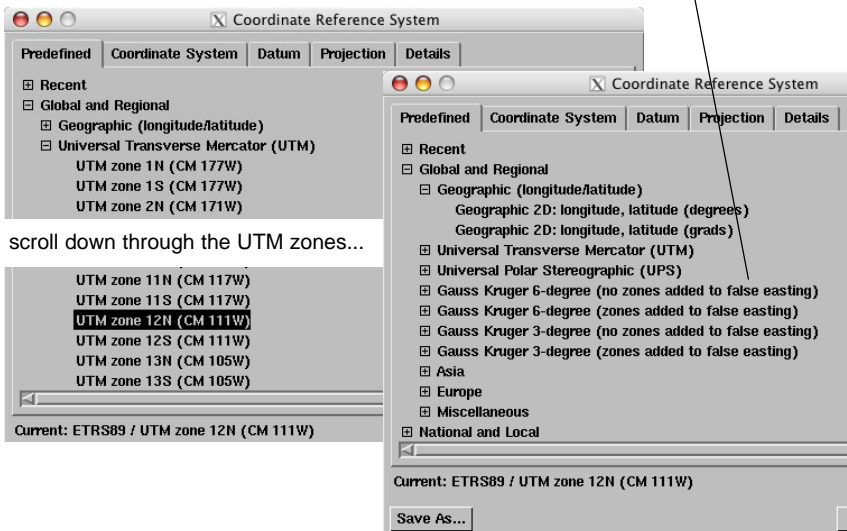 X Coordinate Reference System
Predefined Coordinate System Datum Projection Details
Recent
Global and Regional
Geographic (longitude/latitude)
Universal Transverse Mercator (UTM)
UTM zone 1N (CM 177W)
UTM zone 1S (CM 177W)
UTM zone 2N (CM 171W)
scroll down through the UTM zones...
UTM zone 11N (CM 117W)
UTM zone 11S (CM 117W)
UTM zone 12N (CM 111W)
UTM zone 12S (CM 111W)
UTM zone 13N (CM 105W)
UTM zone 13S (CM 105W)
Current: ETRS89 / UTM zone 12N (CM 111W)
X Coordinate Reference System
Predefined Coordinate System Datum Projection Details
Recent
Global and Regional
Geographic (longitude/latitude)
Geographic 2D: longitude, latitude (degrees)
Geographic 2D: longitude, latitude (grads)
Universal Transverse Mercator (UTM)
Universal Polar Stereographic (UPS)
Gauss Kruger 6-degree (no zones added to false easting)
Gauss Kruger 6-degree (zones added to false easting)
Gauss Kruger 3-degree (no zones added to false easting)
Gauss Kruger 3-degree (zones added to false easting)
Asia
Europe
Miscellaneous
National and Local
Current: ETRS89 / UTM zone 12N (CM 111W)
Save As...